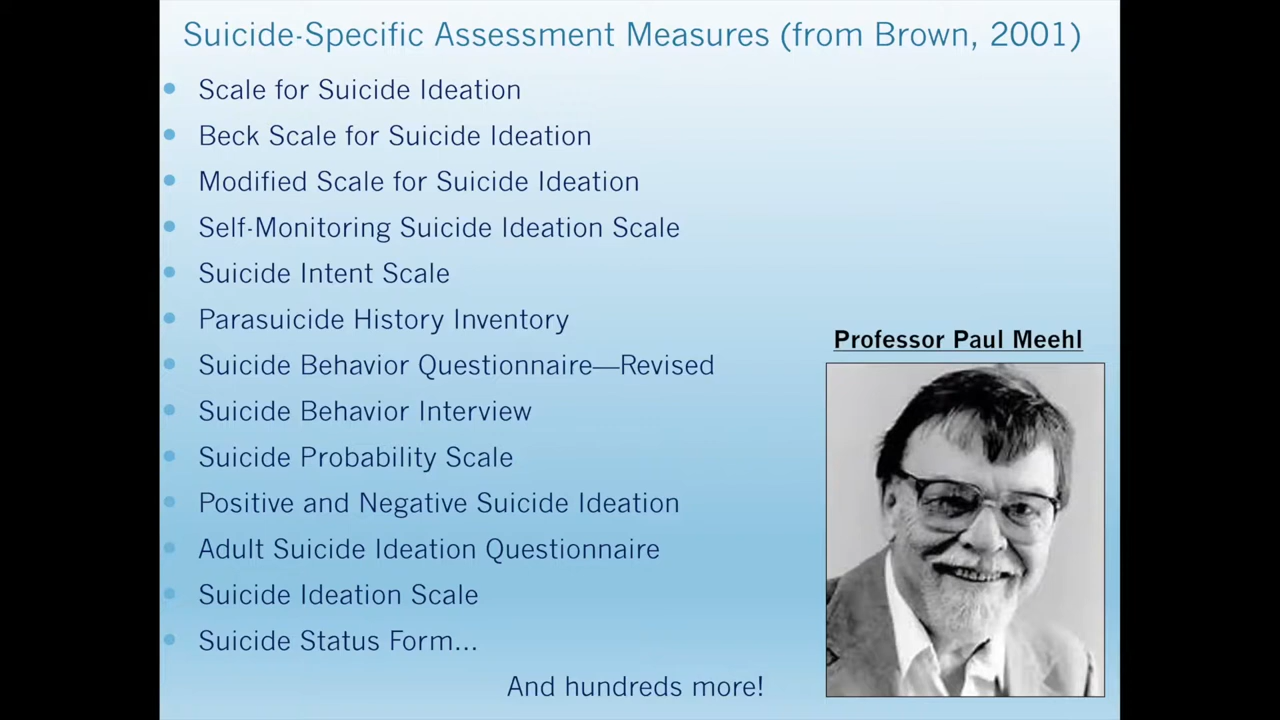 Suicide-Specific Assessment Measures (from Brown, 2001)
• Scale for Suicide Ideation
• Beck Scale for Suicide Ideation
• Modified Scale for Suicide Ideation
• Self-Monitoring Suicide Ideation Scale
• Suicide Intent Scale
• Parasuicide History Inventory
• Suicide Behavior Questionnaire—Revised
• Suicide Behavior Interview
• Suicide Probability Scale
• Positive and Negative Suicide Ideation
• Adult Suicide Ideation Questionnaire
• Suicide Ideation Scale
• Suicide Status Form...
And hundreds more!
Professor Paul Meehl